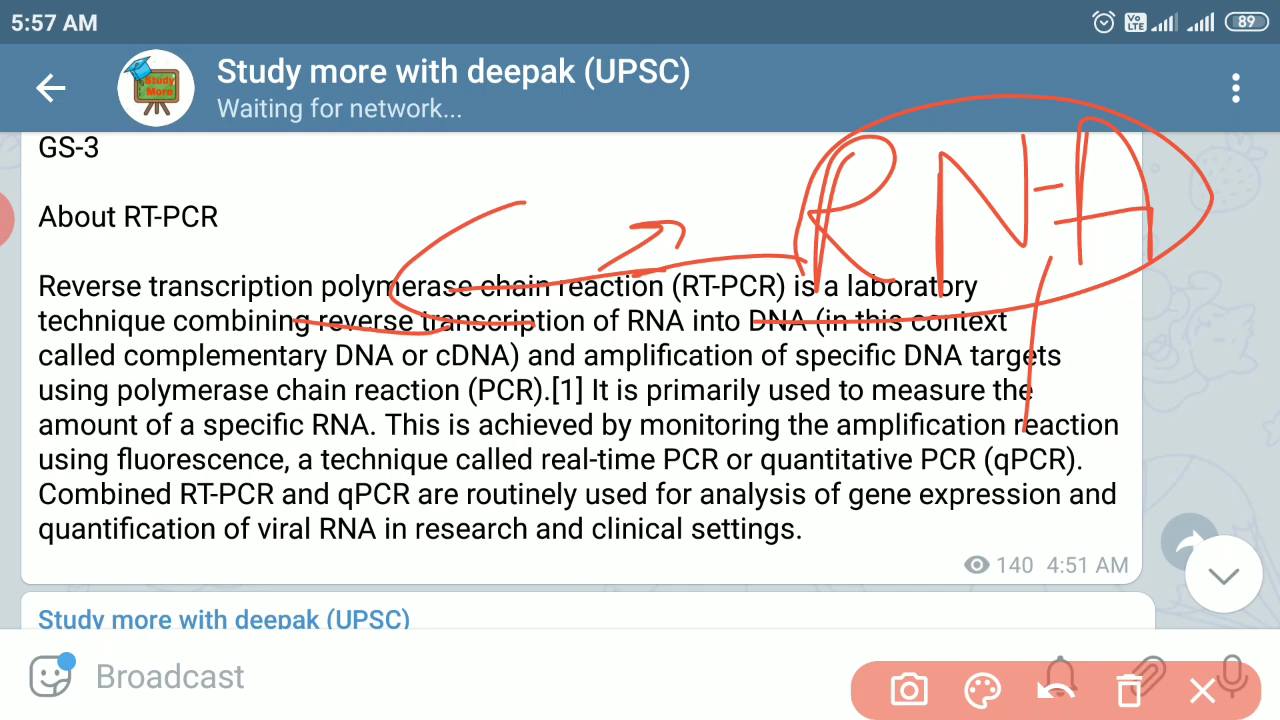 5:57 AM
Vo LTE
89
Study more with deepak (UPSC)
Study More
Waiting for network...
GS-3
RNA
About RT-PCR
Reverse transcription polymerase chain reaction (RT-PCR) is a laboratory
technique combining reverse transcription of RNA into DNA (in this context
called complementary DNA or cDNA) and amplification of specific DNA targets
using polymerase chain reaction (PCR).[1] It is primarily used to measure the
amount of a specific RNA. This is achieved by monitoring the amplification reaction
using fluorescence, a technique called real-time PCR or quantitative PCR (qPCR).
Combined RT-PCR and qPCR are routinely used for analysis of gene expression and
quantification of viral RNA in research and clinical settings.
140 4:51 AM
Study more with deepak (UPSC)
Broadcast